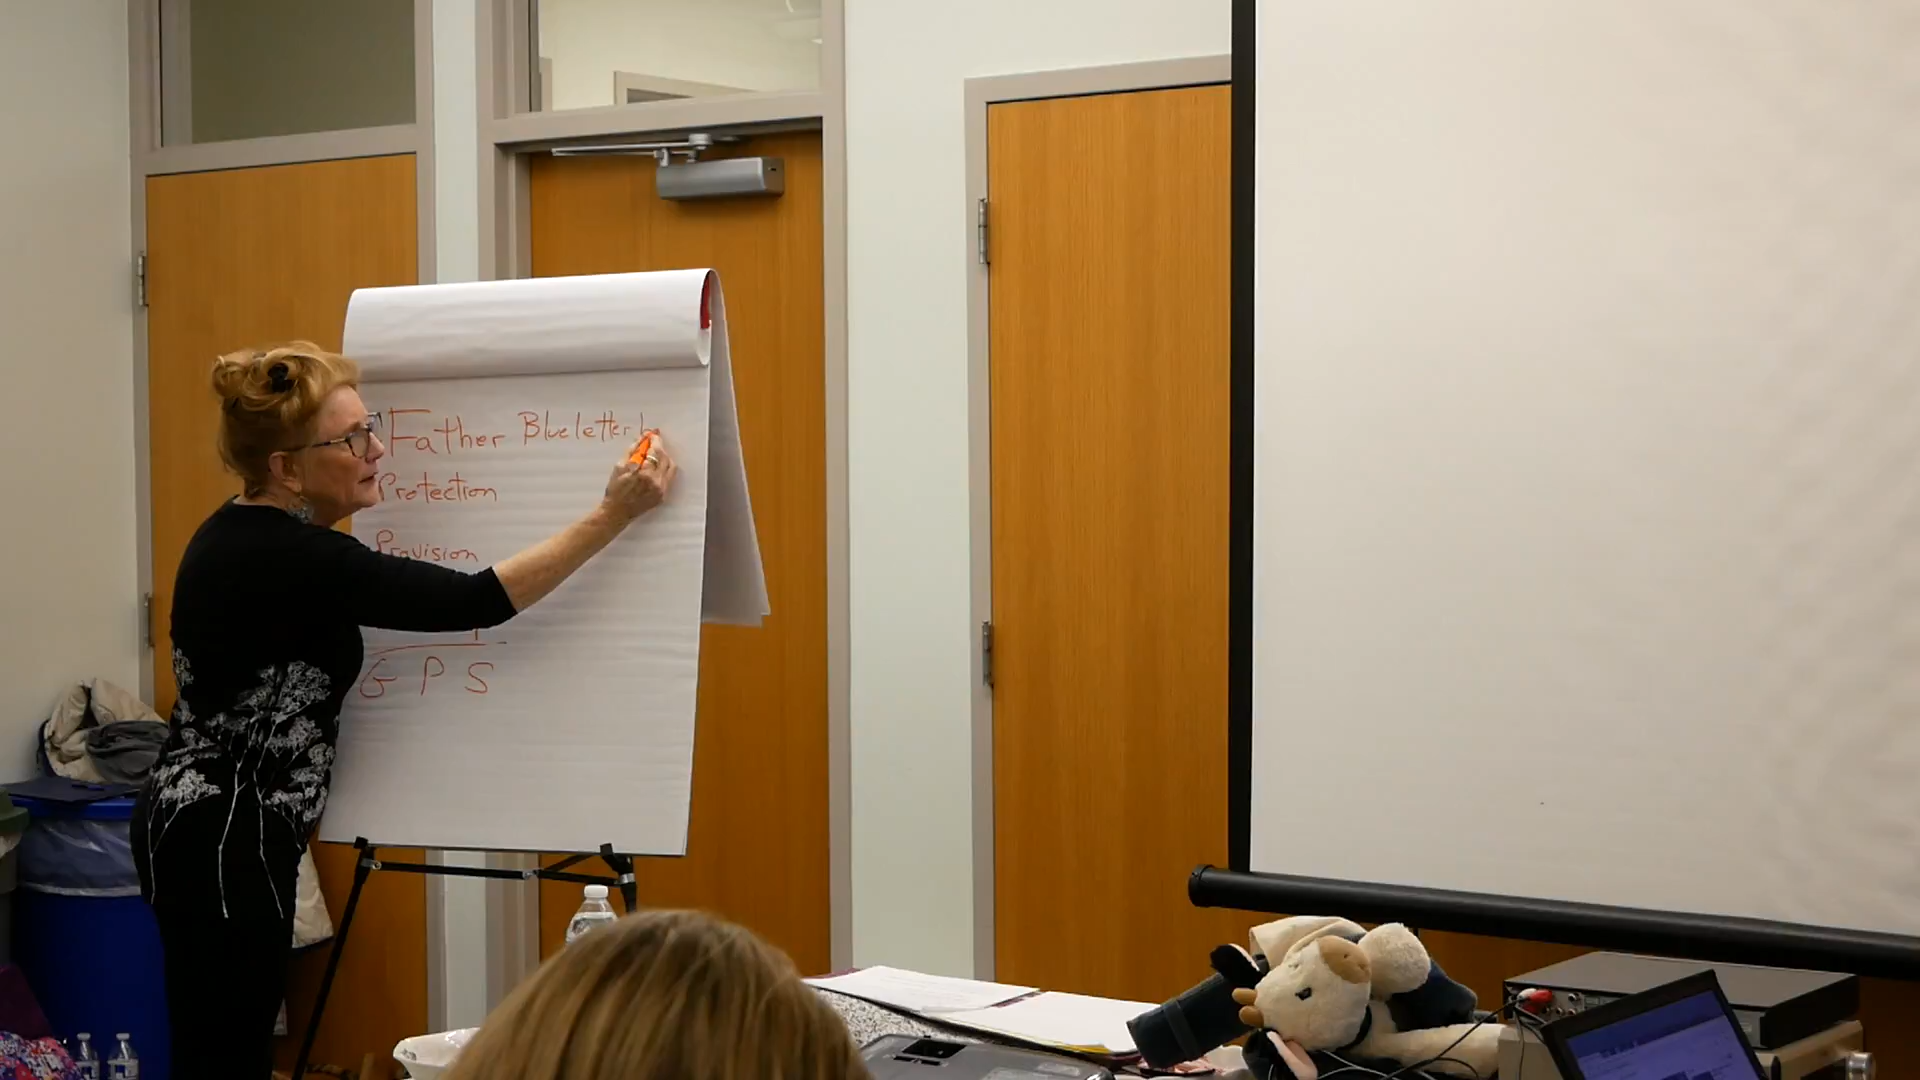 Father Blueletter b
Protection
Provision
G P S